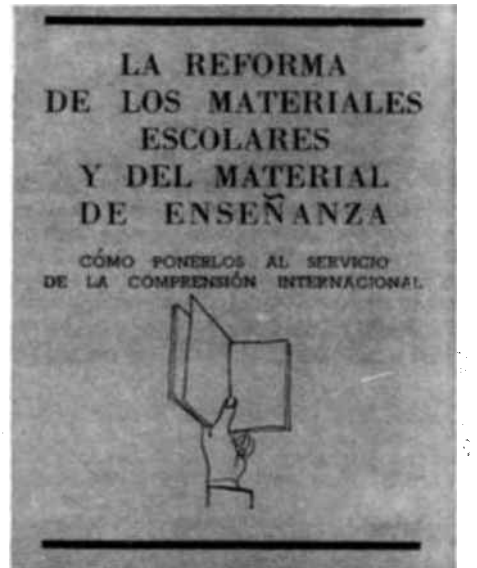 LA REFORMA
DE LOS MATERIALES
ESCOLARES
Y DEL MATERIAL
DE ENSEÑANZA
CÓMO PONERLOS AL SERVICIO
DE LA COMPRENSIÓN INTERNACIONAL